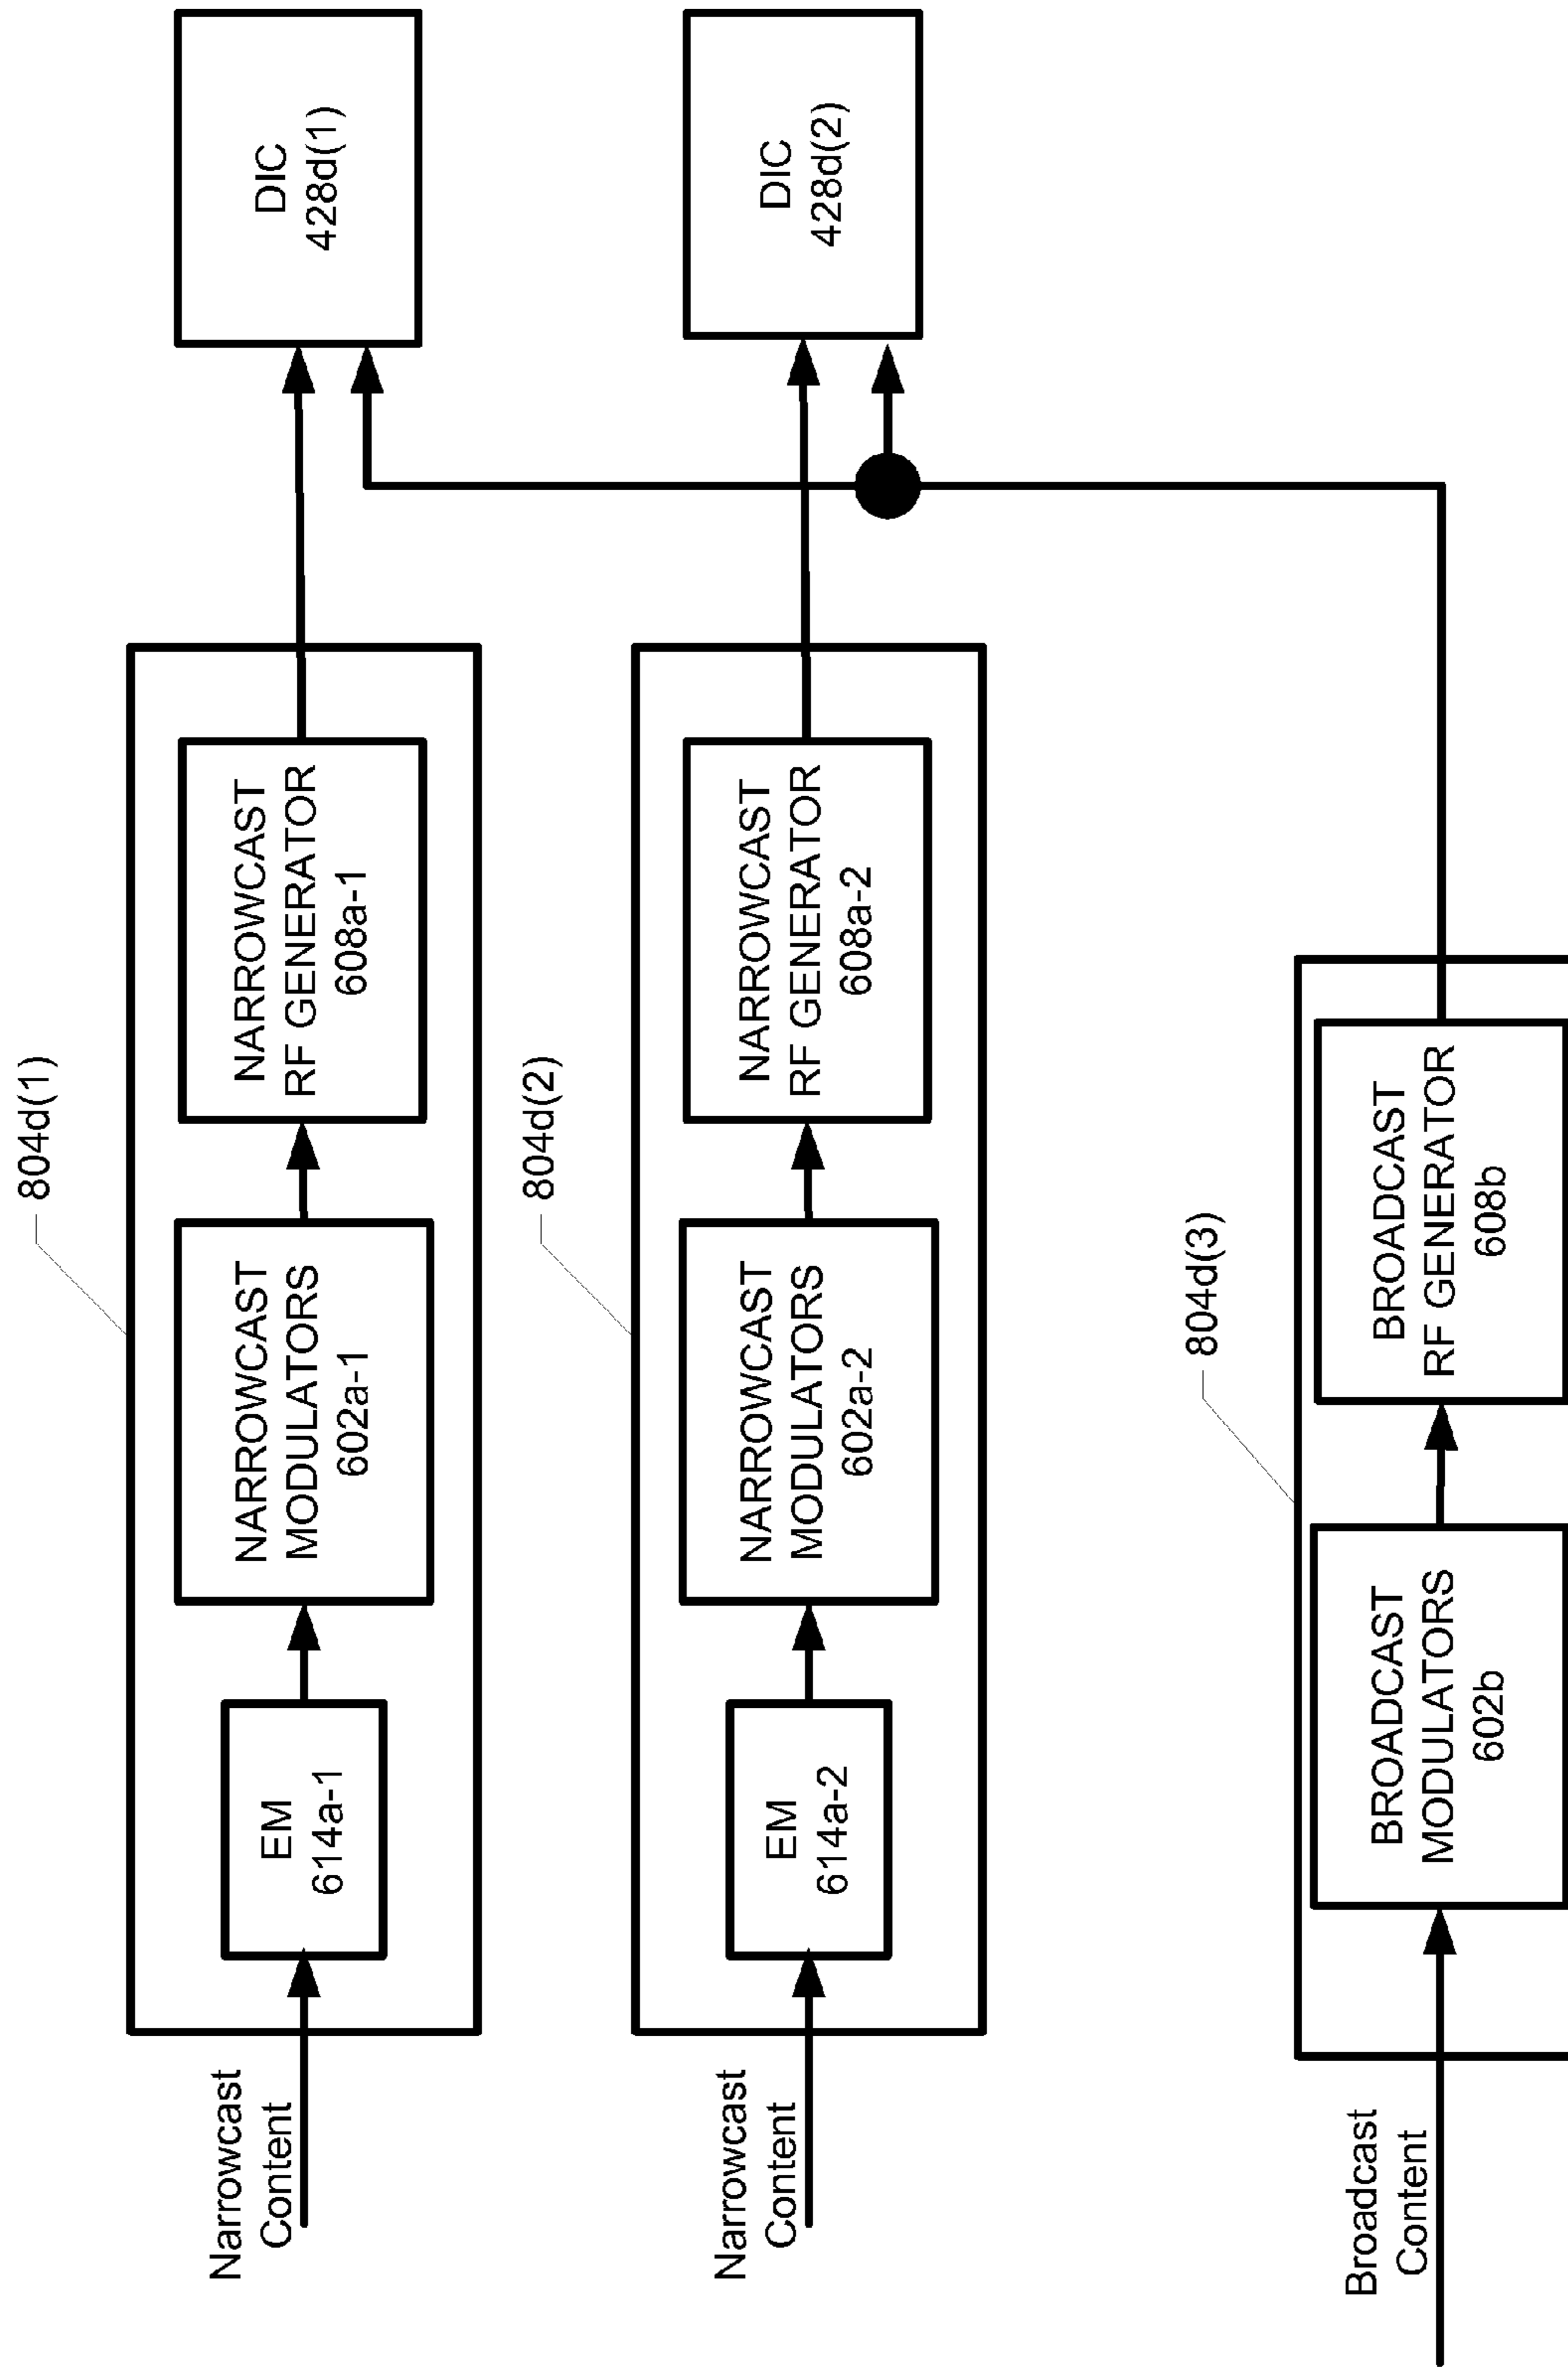 804d(1)
Narrowcast
Content
EM
614a-1
NARROWCAST
MODULATORS
602a-1
NARROWCAST
RF GENERATOR
608a-1
DIC
428d(1)
804d(2)
Narrowcast
Content
EM
614a-2
NARROWCAST
MODULATORS
602a-2
NARROWCAST
RF GENERATOR
608a-2
DIC
428d(2)
804d(3)
Broadcast
Content
BROADCAST
MODULATORS
602b
BROADCAST
RF GENERATOR
608b